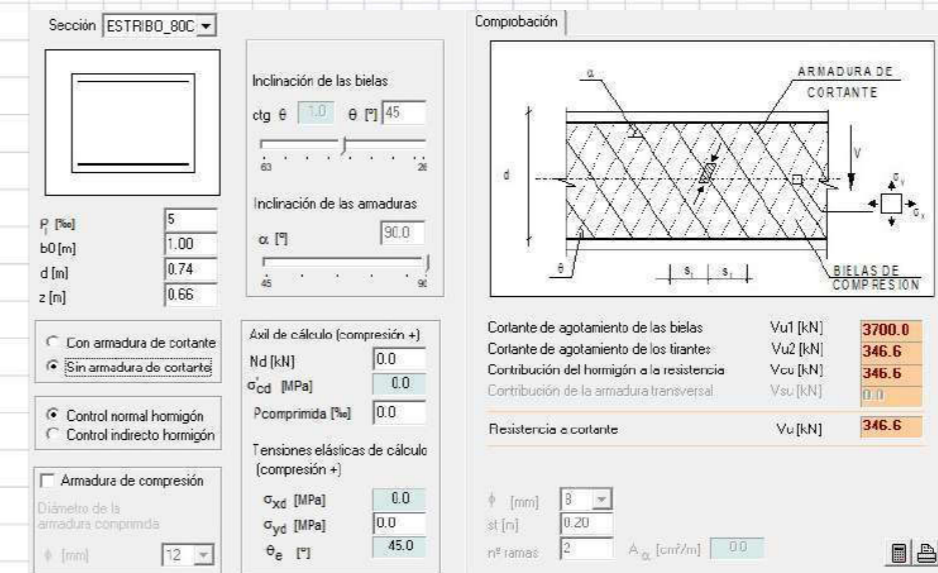 Sección ESTRIBO_80C
Inclinación de las bielas
ctg θ 1.0 θ [º] 45
63 26
Inclinación de las armaduras
α [º] 90.0
45 90
ρl [‰] 5
b0 [m] 1.00
d [m] 0.74
z [m] 0.66
Con armadura de cortante
Sin armadura de cortante
Control normal hormigón
Control indirecto hormigón
Armadura de compresión
Diámetro de la
armadura comprimida
ϕ [mm] 12
Axil de cálculo (compresión +)
Nd [kN] 0.0
σ'cd [MPa] 0.0
ρcomprimida [‰] 0.0
Tensiones elásticas de cálculo
(compresión +)
σxd [MPa] 0.0
σyd [MPa] 0.0
θe [º] 45.0
Comprobación
α
ARMADURA DE
CORTANTE
d
V
σy
σx
θ
st st
BIELAS DE
COMPRESION
Cortante de agotamiento de las bielas Vu1 [kN] 3700.0
Cortante de agotamiento de los tirantes Vu2 [kN] 346.6
Contribución del hormigón a la resistencia Vcu [kN] 346.6
Contribución de la armadura transversal Vsu [kN] 0.0
Resistencia a cortante Vu [kN] 346.6
ϕ [mm] 8
st [m] 0.20
nº ramas 2 Aα [cm²/m] 0.0